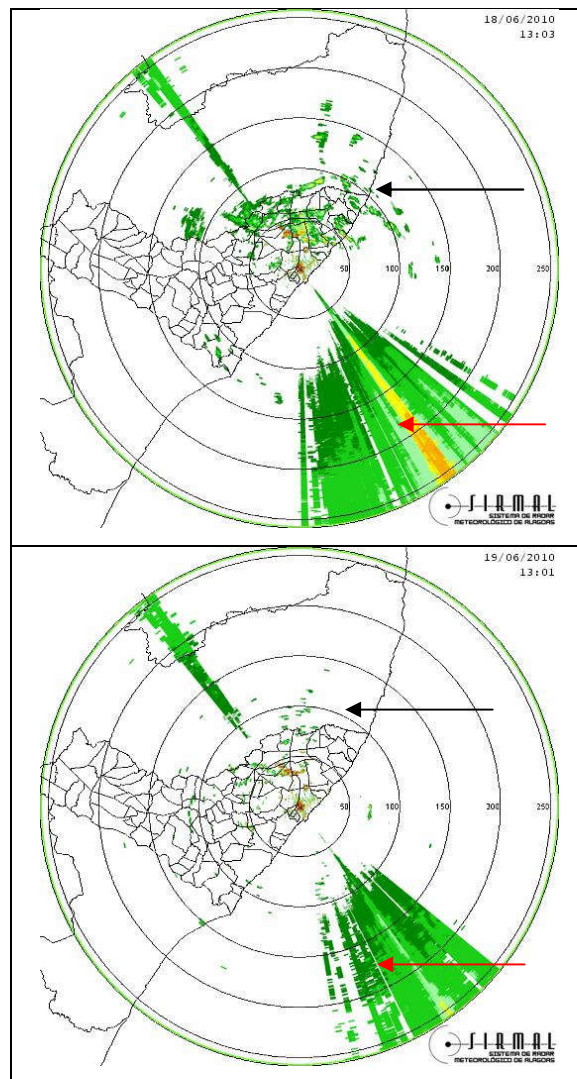 18/06/2010
13:03
50 100 150 200 250
SIRMAL
SISTEMA DE RADAR
METEOROLÓGICO DE ALAGOAS
19/06/2010
13:01
50 100 150 200 250
SIRMAL
SISTEMA DE RADAR
METEOROLÓGICO DE ALAGOAS